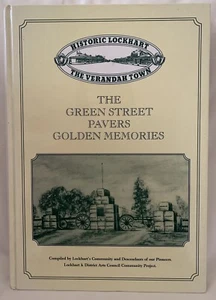 HISTORIC LOCKHART
THE VERANDAH TOWN
THE
GREEN STREET
PAVERS
GOLDEN MEMORIES
Compiled by Lockhart's Community and Descendants of our Pioneers.
Lockhart & District Arts Council Community Project.